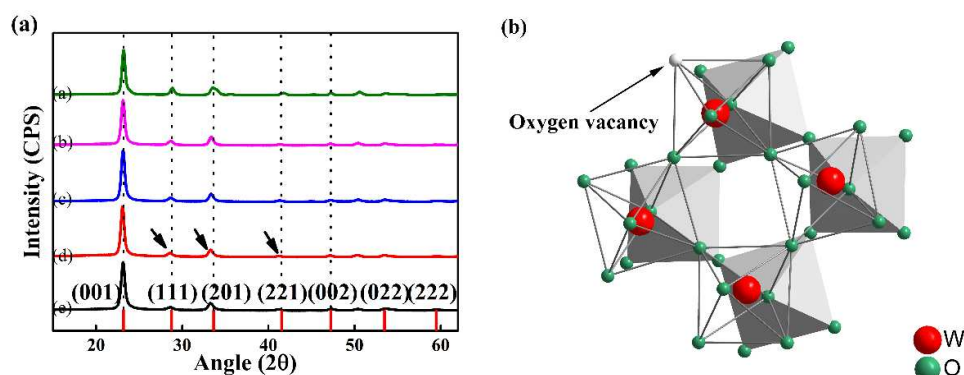 (a)
Intensity (CPS)
(a)
(b)
(c)
(d)
(e)
(001) (111) (201) (221) (002) (022) (222)
20 30 40 50 60
Angle (2θ)
(b)
Oxygen vacancy
W
O